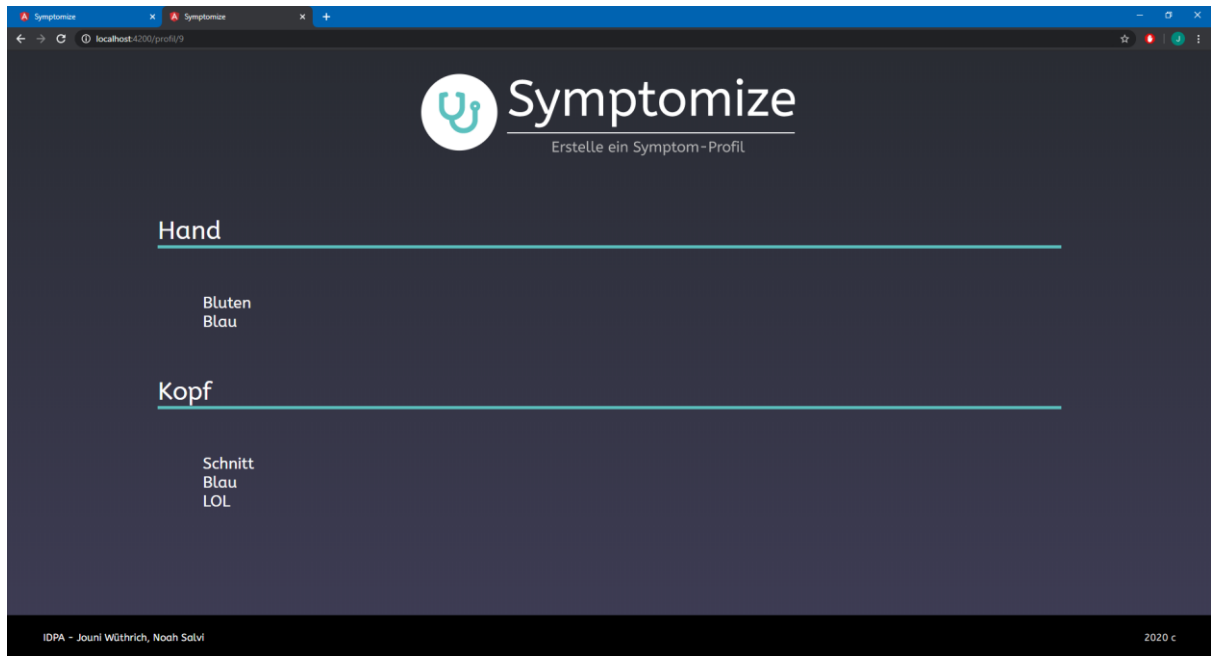 Symptomize
Symptomize
localhost:4200/profil/9
J
Symptomize
Erstelle ein Symptom-Profil
Hand
Bluten
Blau
Kopf
Schnitt
Blau
LOL
IDPA - Jouni Wüthrich, Noah Salvi
2020 c